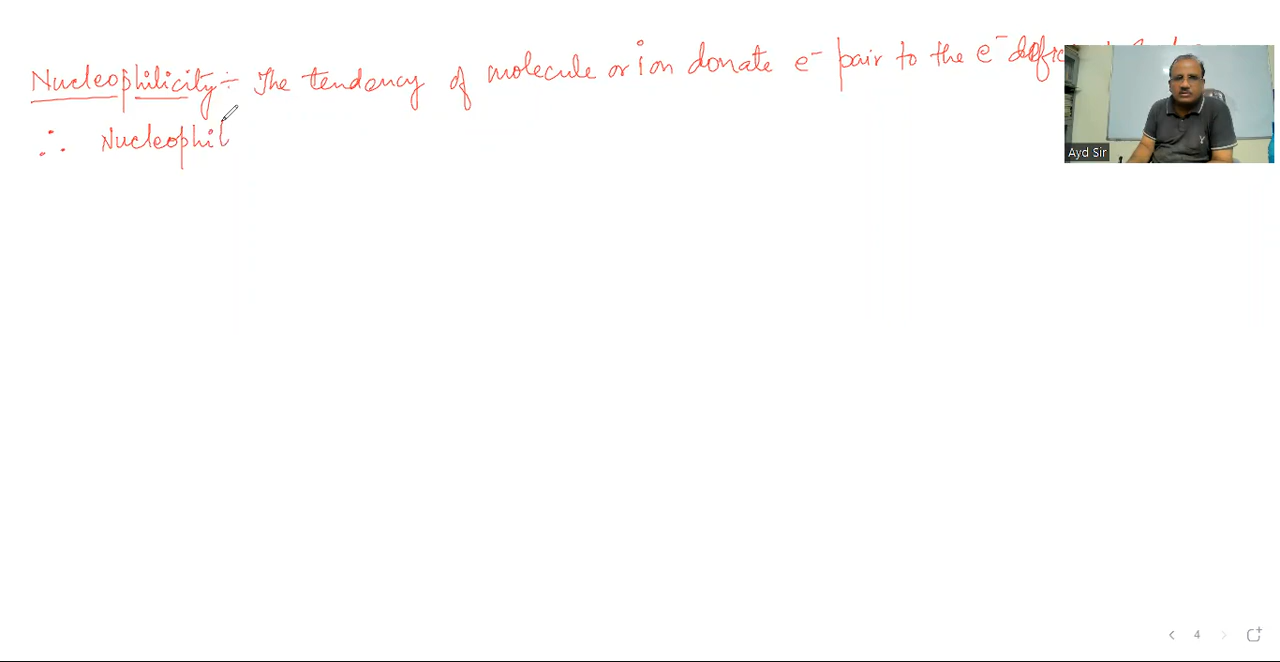 Nucleophilicity :- The tendency of molecule or ion donate e⁻ pair to the e⁻
∴ Nucleophil
Ayd Sir
4